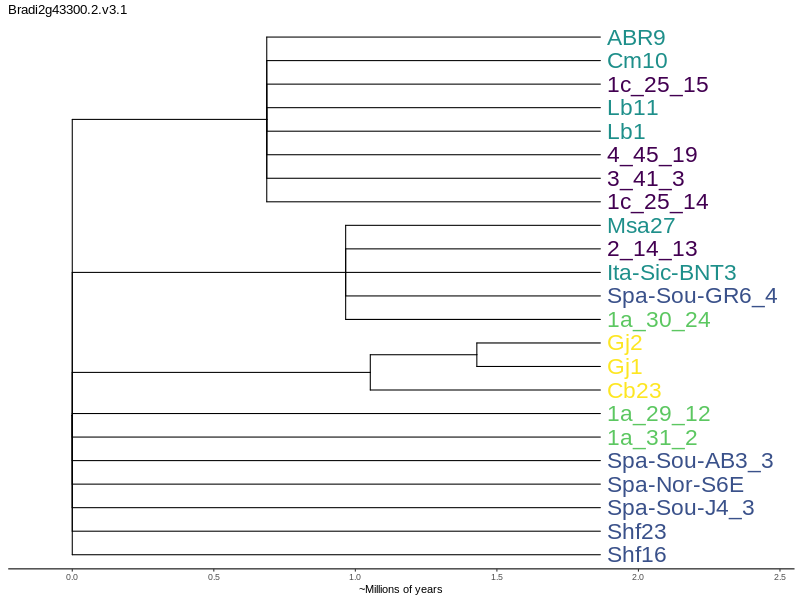 Bradi2g43300.2.v3.1
ABR9
Cm10
1c_25_15
Lb11
Lb1
4_45_19
3_41_3
1c_25_14
Msa27
2_14_13
Ita-Sic-BNT3
Spa-Sou-GR6_4
1a_30_24
Gj2
Gj1
Cb23
1a_29_12
1a_31_2
Spa-Sou-AB3_3
Spa-Nor-S6E
Spa-Sou-J4_3
Shf23
Shf16
0.0 0.5 1.0 1.5 2.0 2.5
~Millions of years